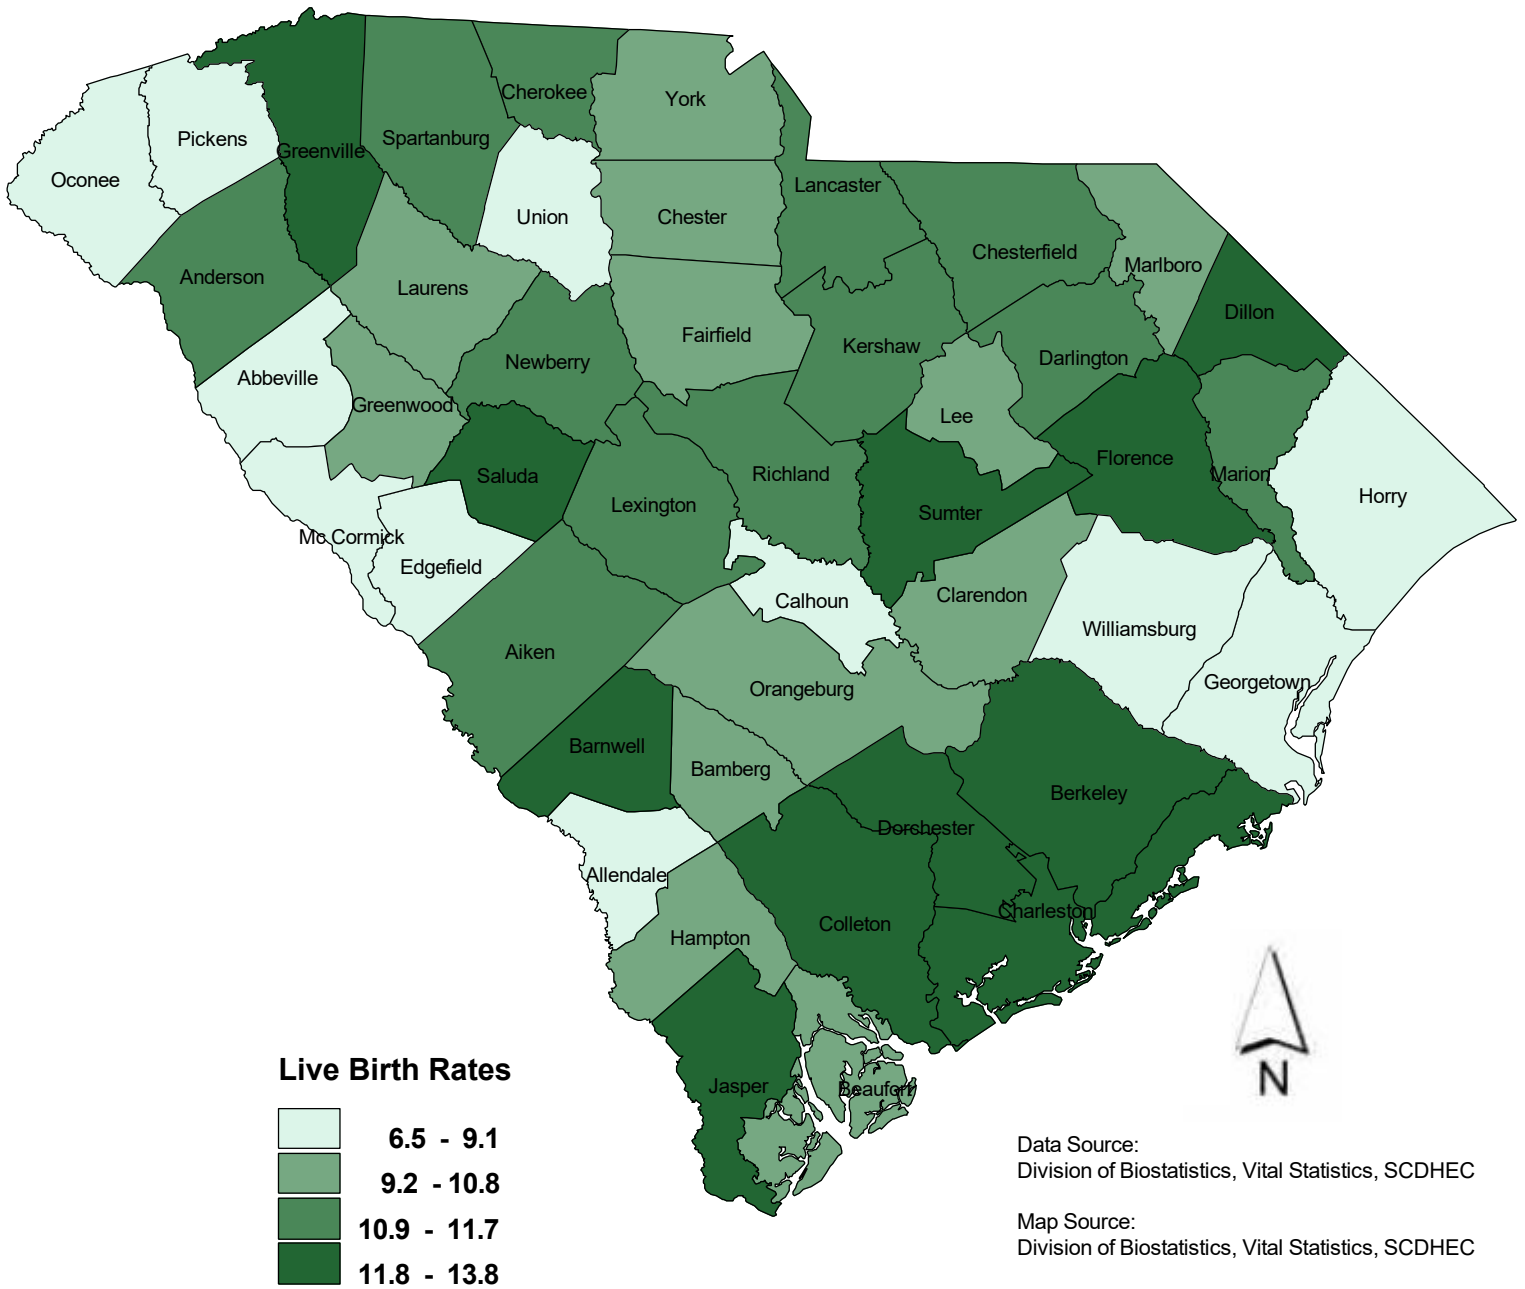 Cherokee
York
Spartanburg
Pickens
Greenville
Oconee
Lancaster
Union
Chester
Chesterfield
Marlboro
Anderson
Laurens
Dillon
Fairfield
Kershaw
Darlington
Newberry
Abbeville
Greenwood
Lee
Florence
Saluda
Richland
Marion
Horry
Lexington
Sumter
Mc Cormick
Edgefield
Clarendon
Calhoun
Williamsburg
Aiken
Georgetown
Orangeburg
Barnwell
Bamberg
Berkeley
Dorchester
Allendale
Charleston
Colleton
Hampton
Jasper
Beaufort
N
Live Birth Rates
6.5 - 9.1
9.2 - 10.8
10.9 - 11.7
11.8 - 13.8
Data Source:
Division of Biostatistics, Vital Statistics, SCDHEC
Map Source:
Division of Biostatistics, Vital Statistics, SCDHEC